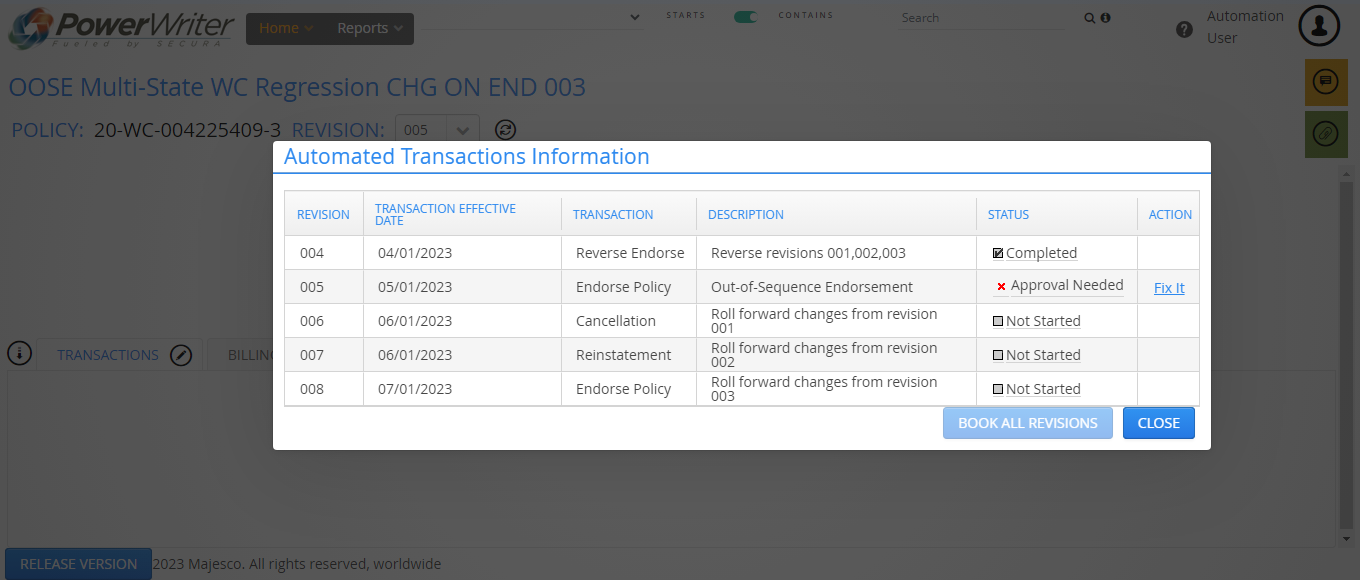 PowerWriter
Fueled by SECURA
Home Reports STARTS CONTAINS Search
Automation
User
OOSE Multi-State WC Regression CHG ON END 003
POLICY: 20-WC-004225409-3 REVISION: 005
Automated Transactions Information
REVISION TRANSACTION EFFECTIVE DATE TRANSACTION DESCRIPTION STATUS ACTION
004 04/01/2023 Reverse Endorse Reverse revisions 001,002,003 Completed
005 05/01/2023 Endorse Policy Out-of-Sequence Endorsement Approval Needed Fix It
006 06/01/2023 Cancellation Roll forward changes from revision 001 Not Started
007 06/01/2023 Reinstatement Roll forward changes from revision 002 Not Started
008 07/01/2023 Endorse Policy Roll forward changes from revision 003 Not Started
BOOK ALL REVISIONS CLOSE
TRANSACTIONS BILLING
RELEASE VERSION 2023 Majesco. All rights reserved, worldwide